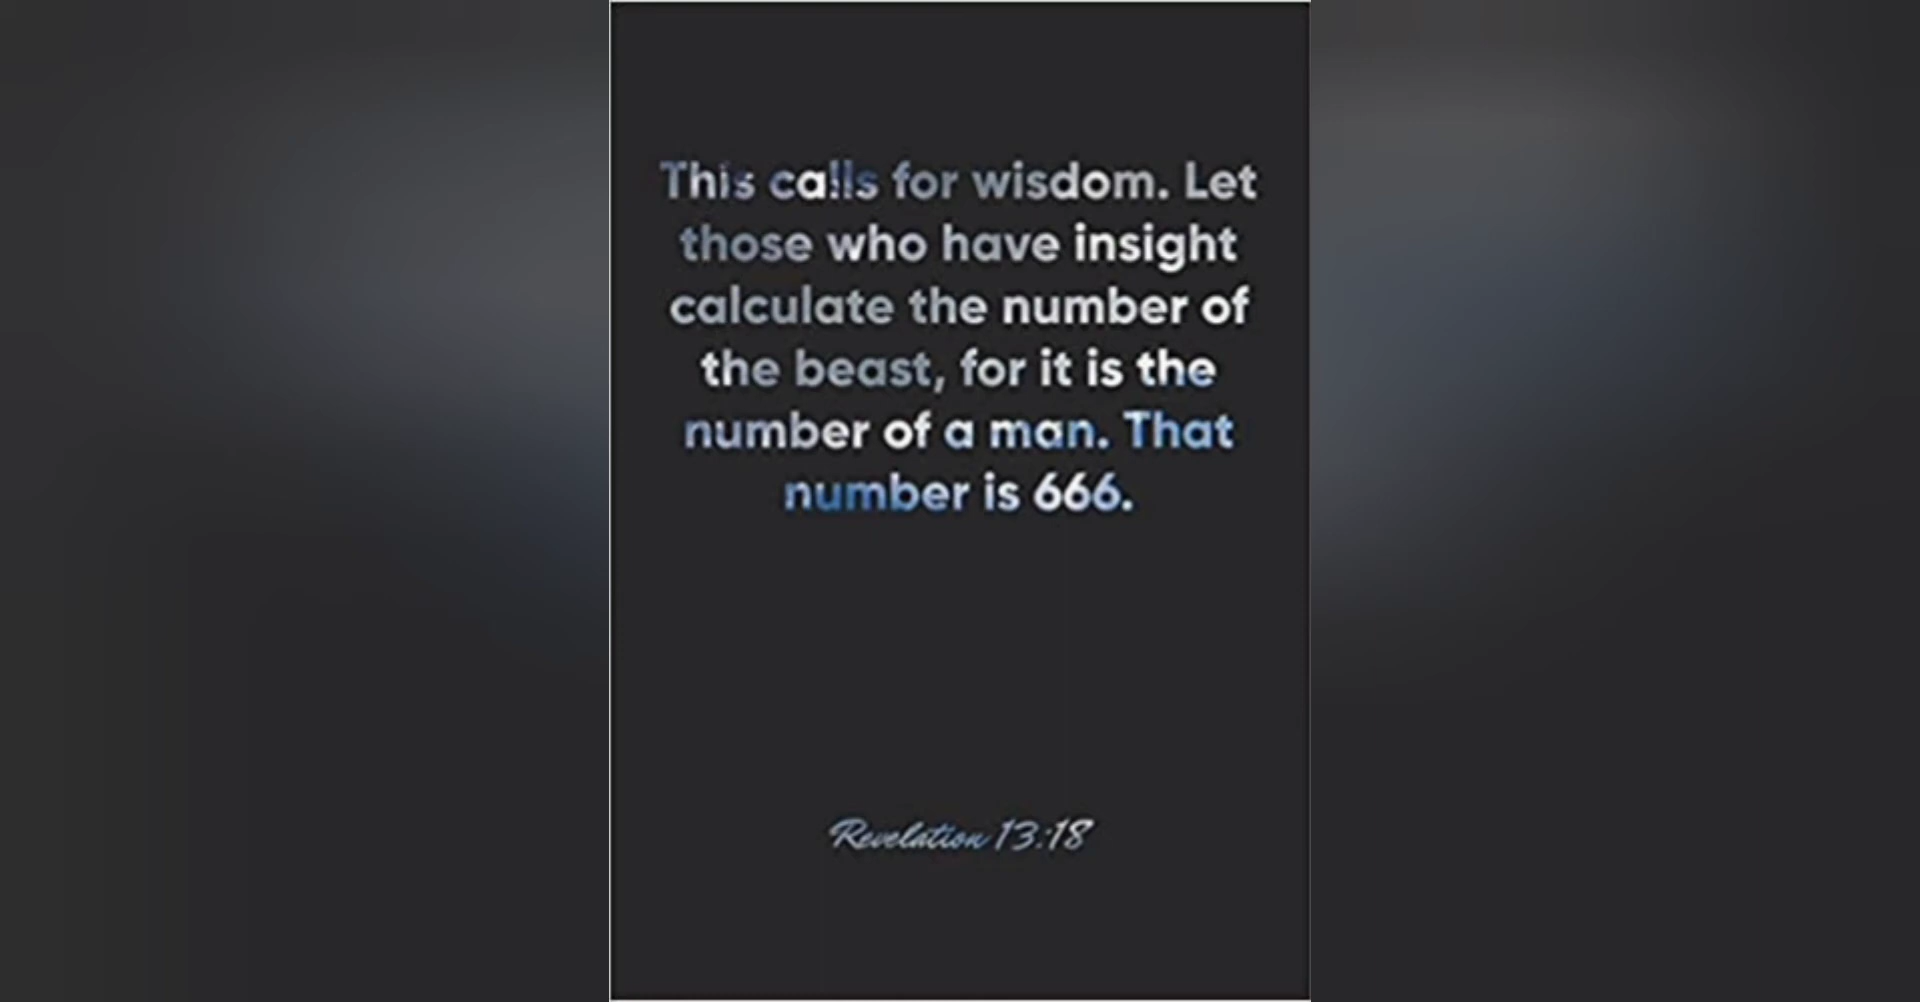 This calls for wisdom. Let
those who have insight
calculate the number of
the beast, for it is the
number of a man. That
number is 666.
Revelation 13:18